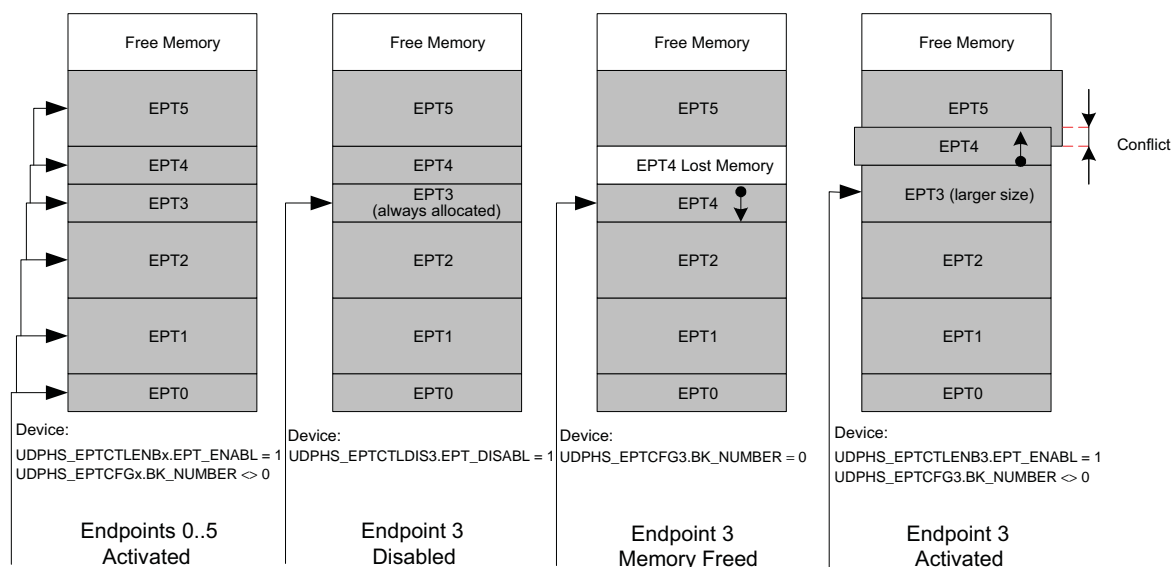 Free Memory
EPT5
EPT4
EPT3
EPT2
EPT1
EPT0
Device:
UDPHS_EPTCTLENBx.EPT_ENABL = 1
UDPHS_EPTCFGx.BK_NUMBER <> 0
Endpoints 0..5
Activated
Free Memory
EPT5
EPT4
EPT3
(always allocated)
EPT2
EPT1
EPT0
Device:
UDPHS_EPTCTLDIS3.EPT_DISABL = 1
Endpoint 3
Disabled
Free Memory
EPT5
EPT4 Lost Memory
EPT4
EPT2
EPT1
EPT0
Device:
UDPHS_EPTCFG3.BK_NUMBER = 0
Endpoint 3
Memory Freed
Free Memory
EPT5
EPT4
Conflict
EPT3 (larger size)
EPT2
EPT1
EPT0
Device:
UDPHS_EPTCTLENB3.EPT_ENABL = 1
UDPHS_EPTCFG3.BK_NUMBER <> 0
Endpoint 3
Activated